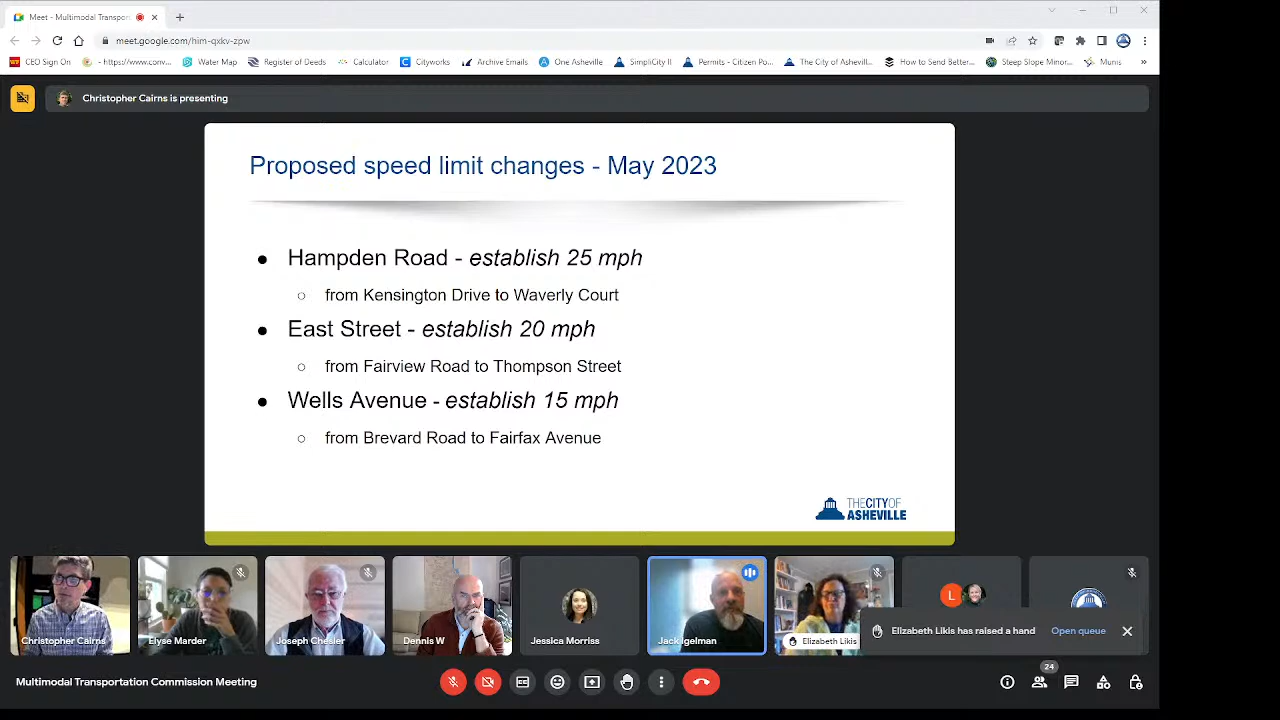 Meet - Multimodal Transpor
meet.google.com/him-qxkv-zpw
CEO Sign On
- https://www.conv...
Water Map
Register of Deeds
Calculator
Cityworks
Archive Emails
One Asheville
SimpliCity II
Permits - Citizen Po...
The City of Ashevill...
How to Send Better...
Steep Slope Minor...
Munis
»
Christopher Cairns is presenting
Proposed speed limit changes - May 2023
● Hampden Road - establish 25 mph
○ from Kensington Drive to Waverly Court
● East Street - establish 20 mph
○ from Fairview Road to Thompson Street
● Wells Avenue - establish 15 mph
○ from Brevard Road to Fairfax Avenue
THE CITY OF
ASHEVILLE
Christopher Cairns
Elyse Marder
Joseph Chesler
Dennis W
Jessica Morriss
Jack Igelman
Elizabeth Likis
L
Elizabeth Likis has raised a hand
Open queue
Multimodal Transportation Commission Meeting
24